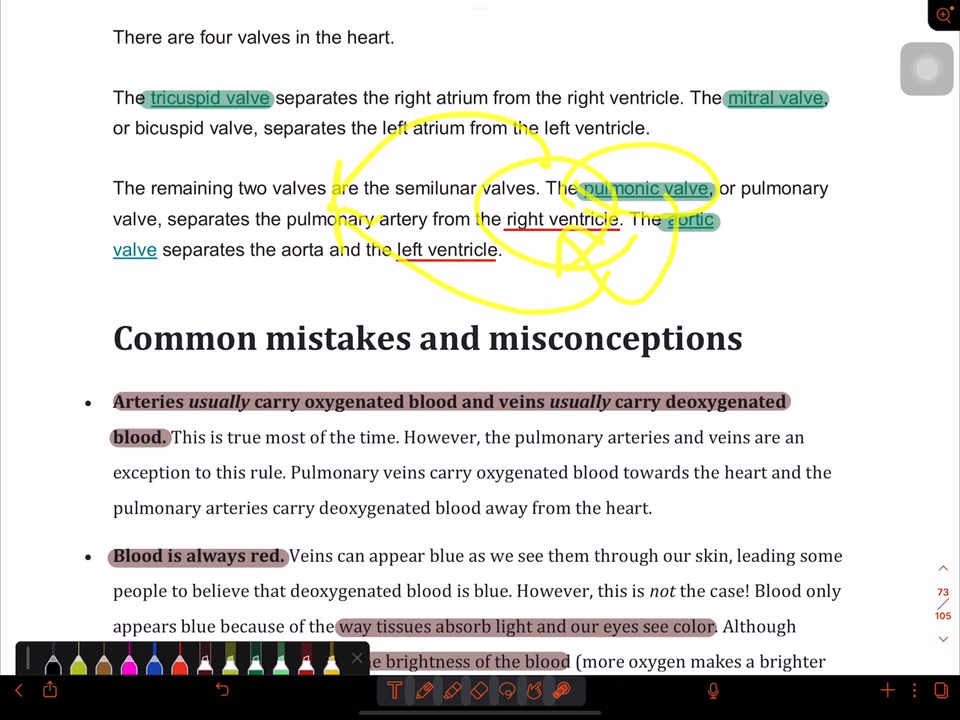 There are four valves in the heart.
The tricuspid valve separates the right atrium from the right ventricle. The mitral valve,
or bicuspid valve, separates the left atrium from the left ventricle.
The remaining two valves are the semilunar valves. The pulmonic valve, or pulmonary
valve, separates the pulmonary artery from the right ventricle. The aortic
valve separates the aorta and the left ventricle.
Common mistakes and misconceptions
• Arteries usually carry oxygenated blood and veins usually carry deoxygenated
blood. This is true most of the time. However, the pulmonary arteries and veins are an
exception to this rule. Pulmonary veins carry oxygenated blood towards the heart and the
pulmonary arteries carry deoxygenated blood away from the heart.
• Blood is always red. Veins can appear blue as we see them through our skin, leading some
people to believe that deoxygenated blood is blue. However, this is not the case! Blood only
appears blue because of the way tissues absorb light and our eyes see color. Although
brightness of the blood (more oxygen makes a brighter
73
105